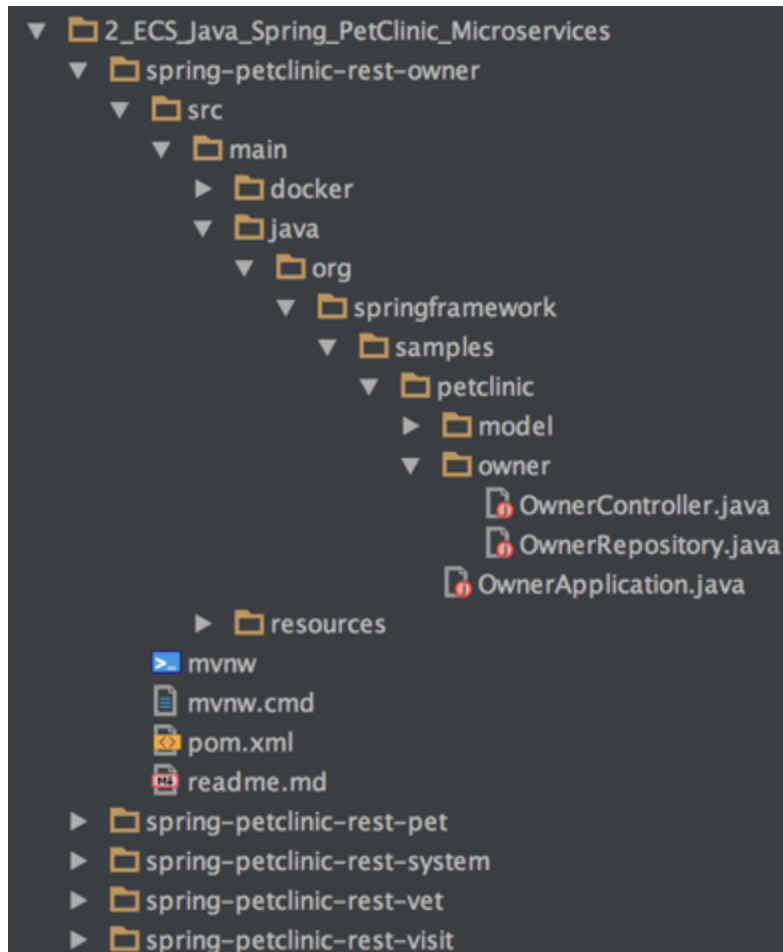 2_ECS_Java_Spring_PetClinic_Microservices
spring-petclinic-rest-owner
src
main
docker
java
org
springframework
samples
petclinic
model
owner
OwnerController.java
OwnerRepository.java
OwnerApplication.java
resources
mvnw
mvnw.cmd
pom.xml
readme.md
spring-petclinic-rest-pet
spring-petclinic-rest-system
spring-petclinic-rest-vet
spring-petclinic-rest-visit